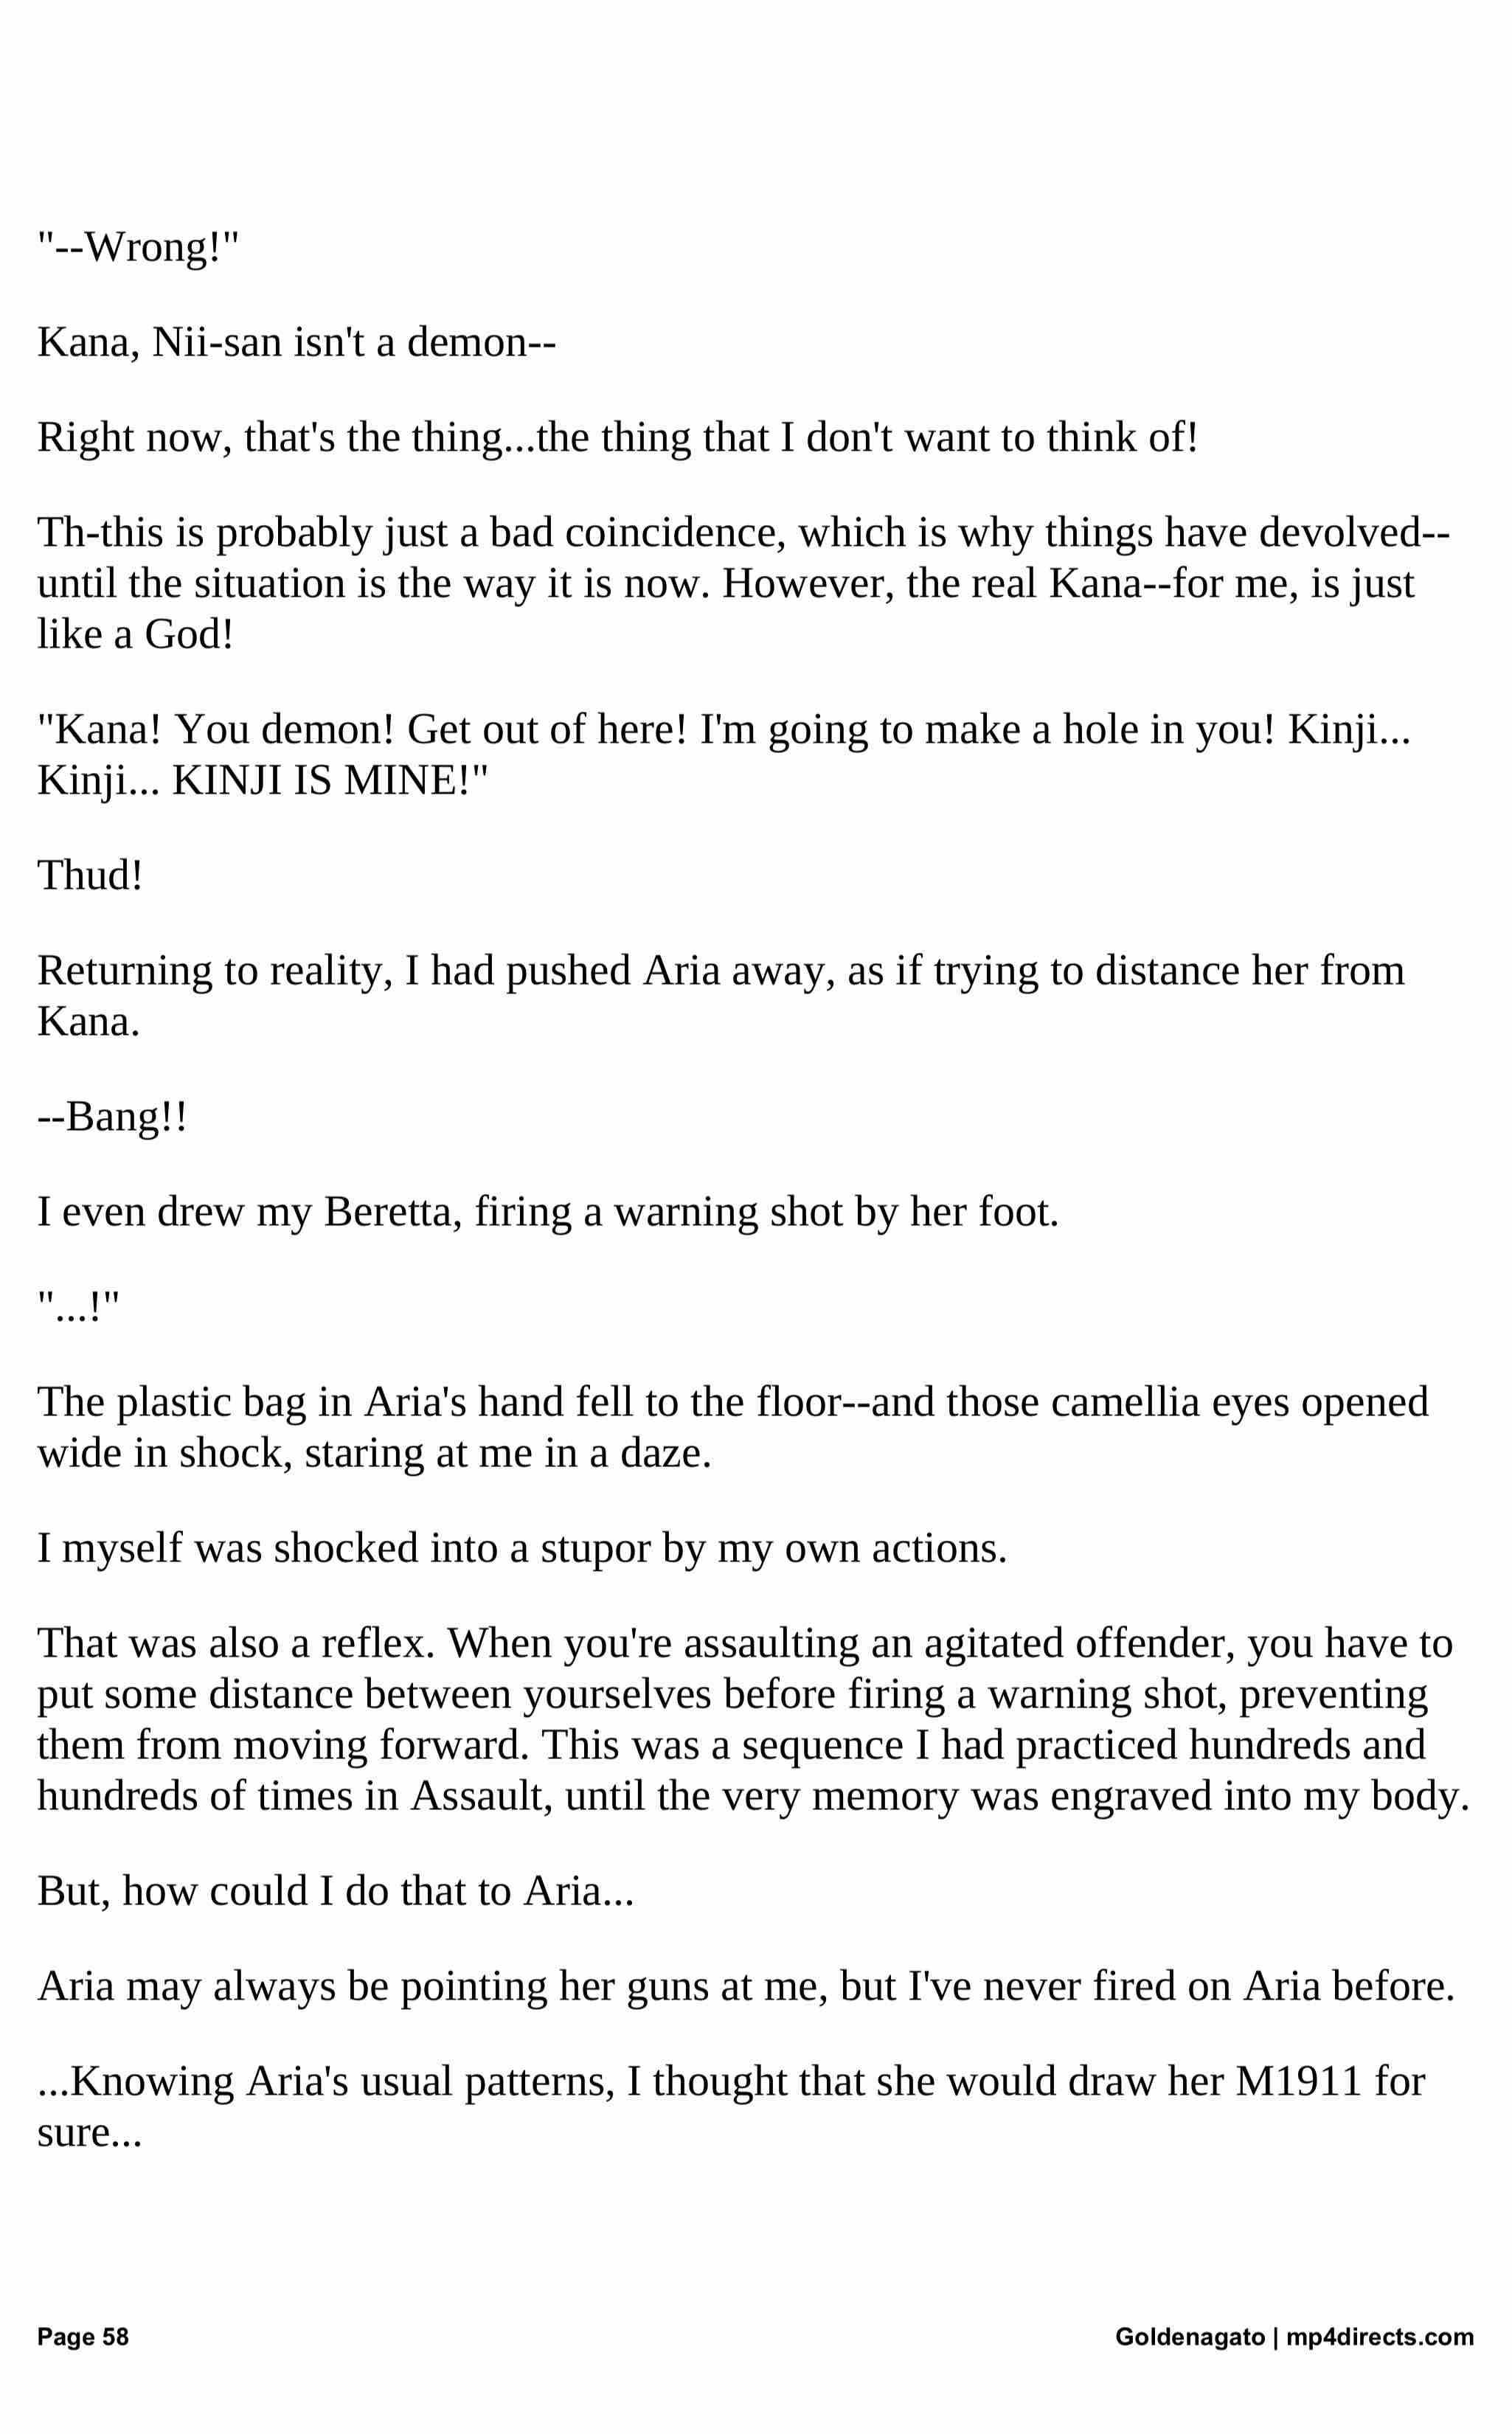 "--Wrong!"
Kana, Nii-san isn't a demon--
Right now, that's the thing...the thing that I don't want to think of!
Th-this is probably just a bad coincidence, which is why things have devolved--
until the situation is the way it is now. However, the real Kana--for me, is just
like a God!
"Kana! You demon! Get out of here! I'm going to make a hole in you! Kinji...
Kinji... KINJI IS MINE!"
Thud!
Returning to reality, I had pushed Aria away, as if trying to distance her from
Kana.
--Bang!!
I even drew my Beretta, firing a warning shot by her foot.
"...!"
The plastic bag in Aria's hand fell to the floor--and those camellia eyes opened
wide in shock, staring at me in a daze.
I myself was shocked into a stupor by my own actions.
That was also a reflex. When you're assaulting an agitated offender, you have to
put some distance between yourselves before firing a warning shot, preventing
them from moving forward. This was a sequence I had practiced hundreds and
hundreds of times in Assault, until the very memory was engraved into my body.
But, how could I do that to Aria...
Aria may always be pointing her guns at me, but I've never fired on Aria before.
...Knowing Aria's usual patterns, I thought that she would draw her M1911 for
sure...
Page 58
Goldenagato | mp4directs.com